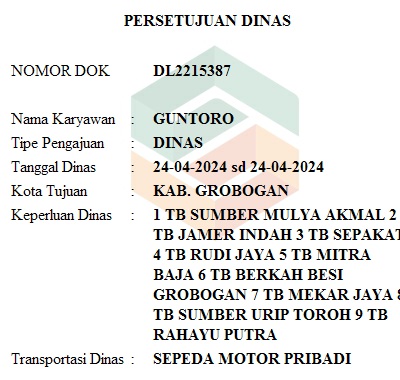 PERSETUJUAN DINAS
NOMOR DOK DL2215387
Nama Karyawan : GUNTORO
Tipe Pengajuan : DINAS
Tanggal Dinas : 24-04-2024 sd 24-04-2024
Kota Tujuan : KAB. GROBOGAN
Keperluan Dinas : 1 TB SUMBER MULYA AKMAL 2
TB JAMER INDAH 3 TB SEPAKAT
4 TB RUDI JAYA 5 TB MITRA
BAJA 6 TB BERKAH BESI
GROBOGAN 7 TB MEKAR JAYA 8
TB SUMBER URIP TOROH 9 TB
RAHAYU PUTRA
Transportasi Dinas : SEPEDA MOTOR PRIBADI